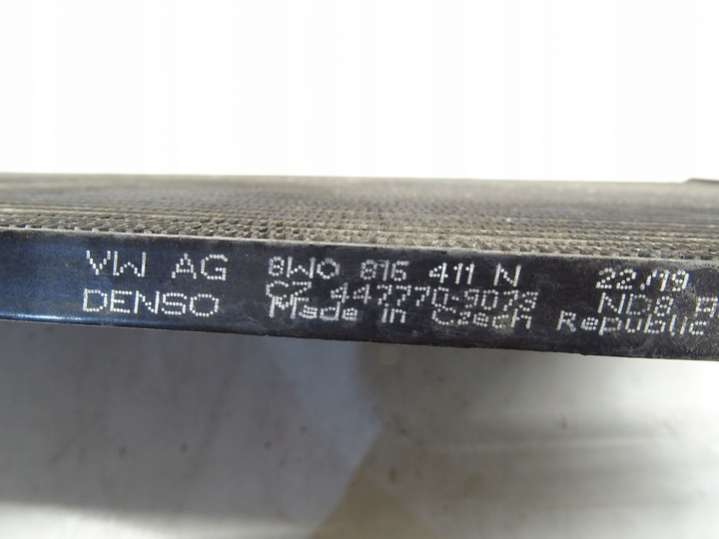 VW AG 8W0 816 411 N 22/19
DENSO CZ 447770-9073 ND8
Made in Czech Republic